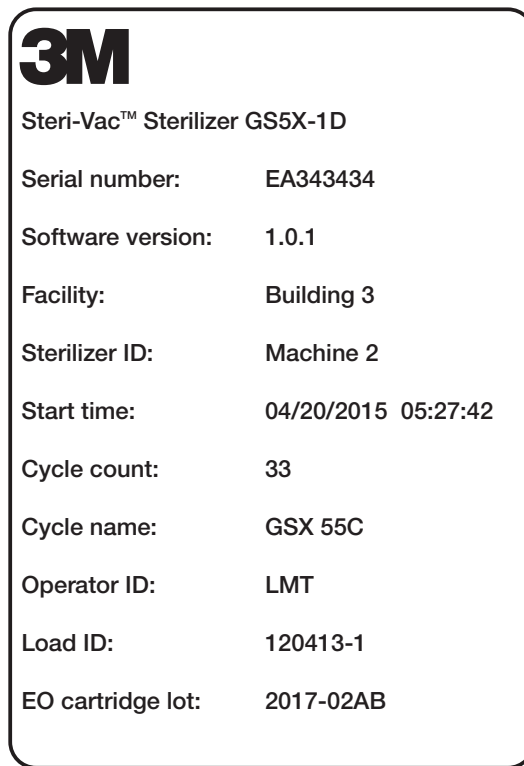 3M
Steri-Vac™ Sterilizer GS5X-1D
Serial number: EA343434
Software version: 1.0.1
Facility: Building 3
Sterilizer ID: Machine 2
Start time: 04/20/2015 05:27:42
Cycle count: 33
Cycle name: GSX 55C
Operator ID: LMT
Load ID: 120413-1
EO cartridge lot: 2017-02AB